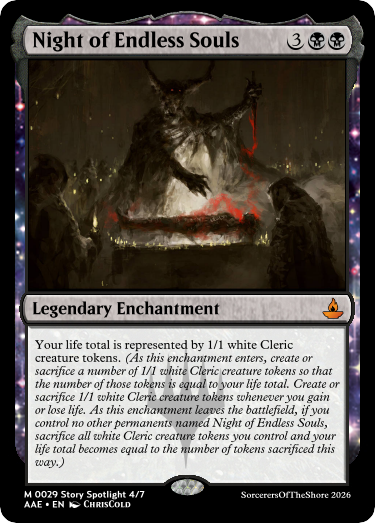 Night of Endless Souls 3
Legendary Enchantment
Your life total is represented by 1/1 white Cleric
creature tokens. (As this enchantment enters, create or
sacrifice a number of 1/1 white Cleric creature tokens so that
the number of those tokens is equal to your life total. Create or
sacrifice 1/1 white Cleric tokens whenever you gain
or lose life. As this enchantment leaves the battlefield, if you
control no other permanents named Night of Endless Souls,
sacrifice all white Cleric creature tokens you control and your
life total becomes equal to the number of tokens sacrificed this
way.)
M 0029 Story Spotlight 4/7
AAE • EN ChrisCold
SorcerersOfTheShore 2026